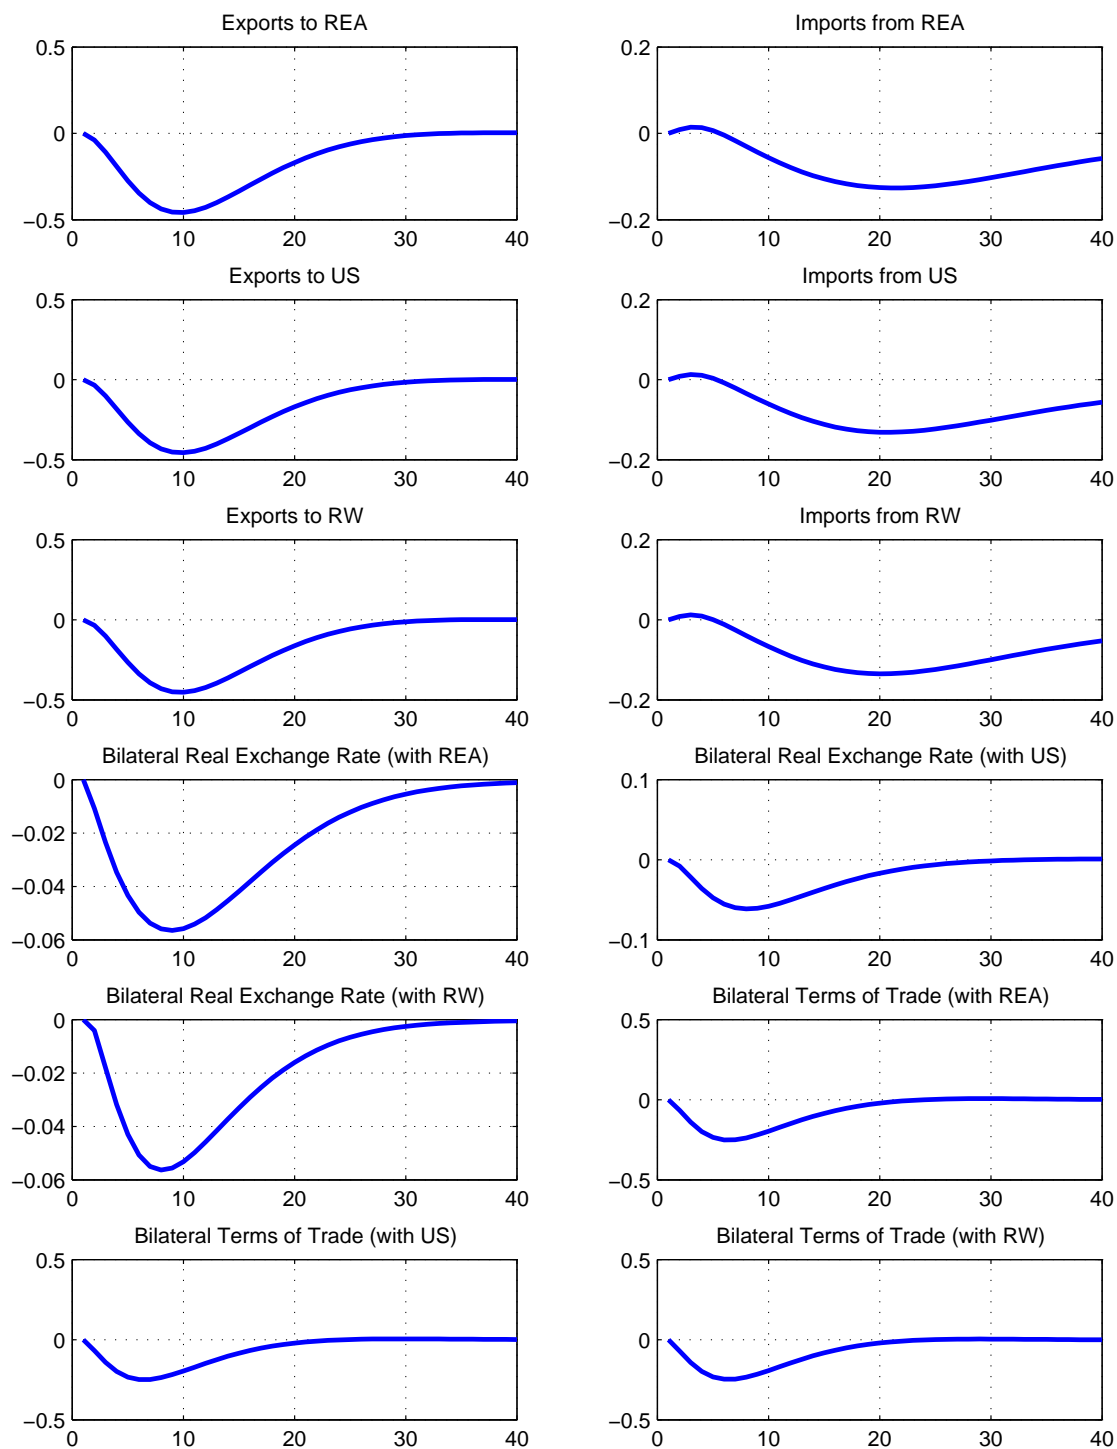 Exports to REA
0.5
0
−0.5
0 10 20 30 40
Imports from REA
0.2
0
−0.2
0 10 20 30 40
Exports to US
0.5
0
−0.5
0 10 20 30 40
Imports from US
0.2
0
−0.2
0 10 20 30 40
Exports to RW
0.5
0
−0.5
0 10 20 30 40
Imports from RW
0.2
0
−0.2
0 10 20 30 40
Bilateral Real Exchange Rate (with REA)
0
−0.02
−0.04
−0.06
0 10 20 30 40
Bilateral Real Exchange Rate (with US)
0.1
0
−0.1
0 10 20 30 40
Bilateral Real Exchange Rate (with RW)
0
−0.02
−0.04
−0.06
0 10 20 30 40
Bilateral Terms of Trade (with REA)
0.5
0
−0.5
0 10 20 30 40
Bilateral Terms of Trade (with US)
0.5
0
−0.5
0 10 20 30 40
Bilateral Terms of Trade (with RW)
0.5
0
−0.5
0 10 20 30 40